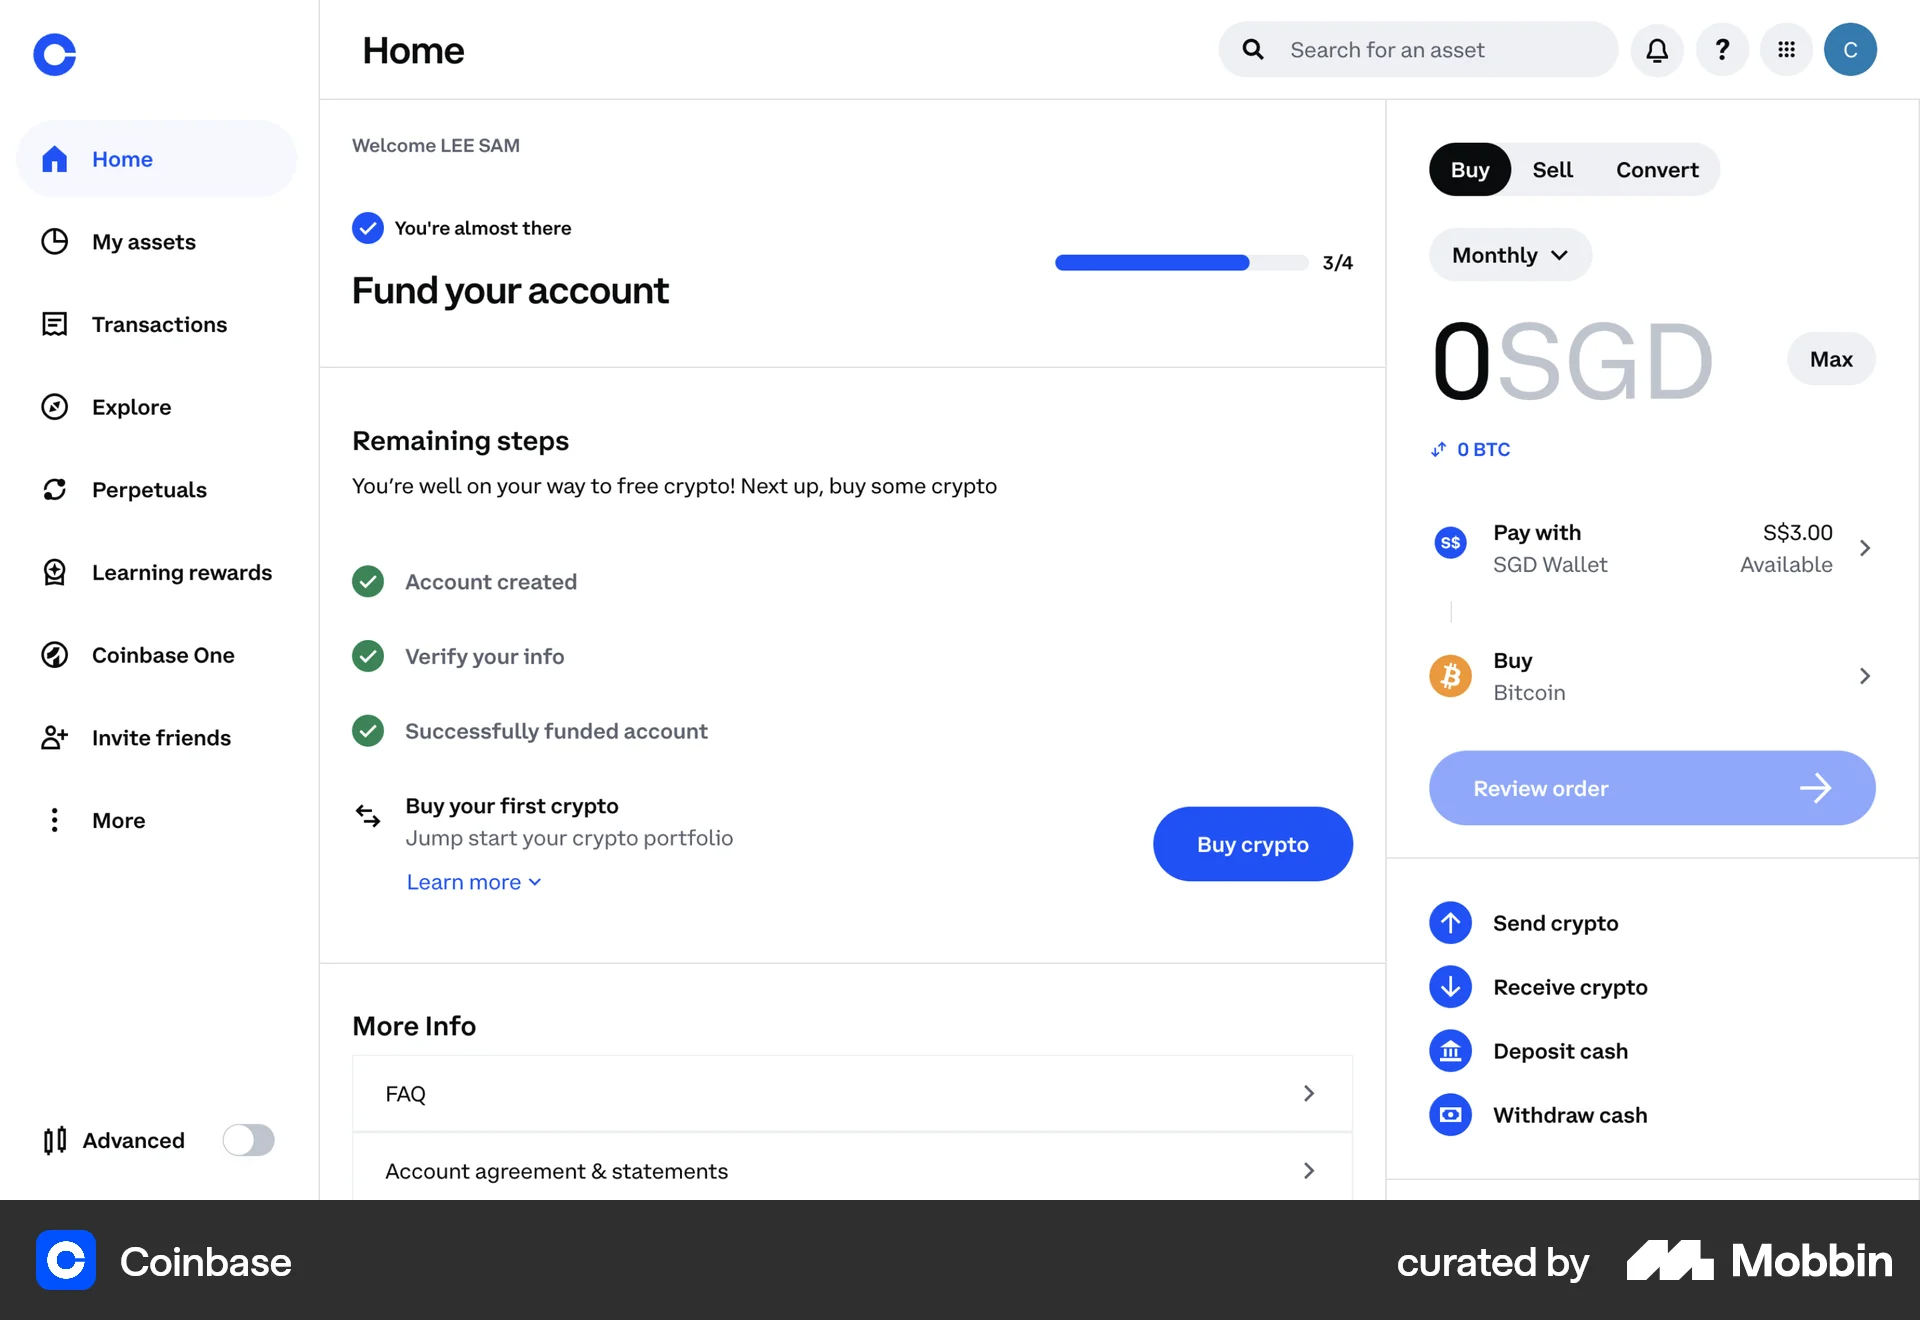 Home
Search for an asset
?
C
Home
My assets
Transactions
Explore
Perpetuals
Learning rewards
Coinbase One
Invite friends
More
Advanced
Welcome LEE SAM
You're almost there
Fund your account
3/4
Remaining steps
You’re well on your way to free crypto! Next up, buy some crypto
Account created
Verify your info
Successfully funded account
Buy your first crypto
Jump start your crypto portfolio
Learn more
Buy crypto
More Info
FAQ
Account agreement & statements
Buy Sell Convert
Monthly
0SGD
Max
0 BTC
S$
Pay with S$3.00
SGD Wallet Available
Buy
Bitcoin
Review order
Send crypto
Receive crypto
Deposit cash
Withdraw cash
Coinbase
curated by Mobbin